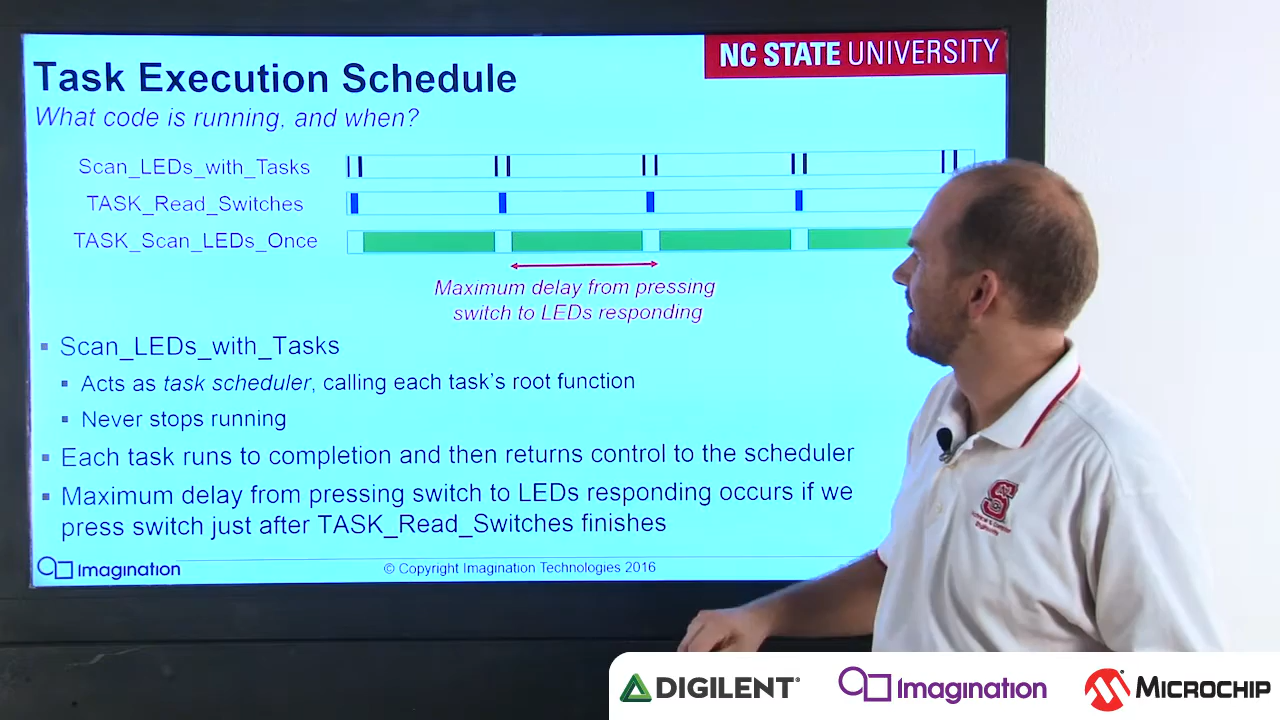 NC STATE UNIVERSITY
Task Execution Schedule
What code is running, and when?
Scan_LEDs_with_Tasks
TASK_Read_Switches
TASK_Scan_LEDs_Once
Maximum delay from pressing
switch to LEDs responding
Scan_LEDs_with_Tasks
Acts as task scheduler, calling each task's root function
Never stops running
Each task runs to completion and then returns control to the scheduler
Maximum delay from pressing switch to LEDs responding occurs if we
press switch just after TASK_Read_Switches finishes
Imagination
© Copyright Imagination Technologies 2016
DIGILENT®
Imagination
MICROCHIP